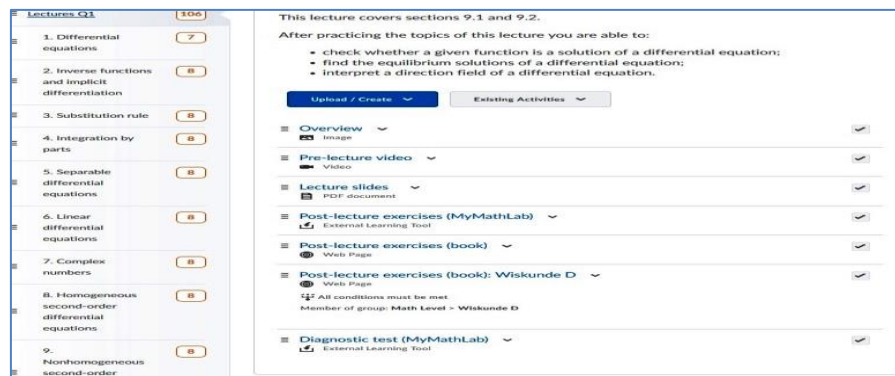 Lectures Q1 106
1. Differential equations 7
2. Inverse functions and implicit differentiation 8
3. Substitution rule 8
4. Integration by parts 8
5. Separable differential equations 8
6. Linear differential equations 8
7. Complex numbers 8
8. Homogeneous second-order differential equations 8
9. Nonhomogeneous second-order 8
This lecture covers sections 9.1 and 9.2.
After practicing the topics of this lecture you are able to:
• check whether a given function is a solution of a differential equation;
• find the equilibrium solutions of a differential equation;
• interpret a direction field of a differential equation.
Upload / Create Existing Activities
Overview
Image
Pre-lecture video
Video
Lecture slides
PDF document
Post-lecture exercises (MyMathLab)
External Learning Tool
Post-lecture exercises (book)
Web Page
Post-lecture exercises (book): Wiskunde D
Web Page
All conditions must be met
Member of group: Math Level > Wiskunde D
Diagnostic test (MyMathLab)
External Learning Tool